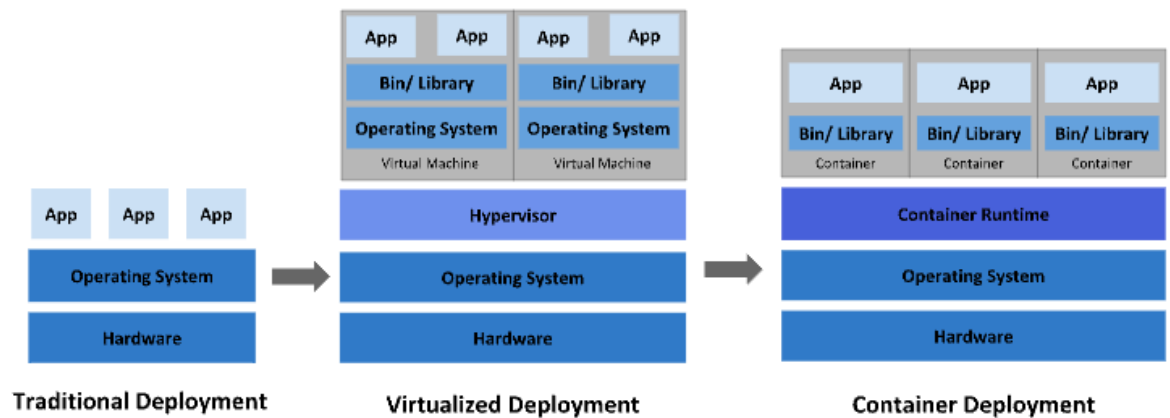 App App App
Operating System
Hardware
Traditional Deployment
App App App App
Bin/ Library Bin/ Library
Operating System Operating System
Virtual Machine Virtual Machine
Hypervisor
Operating System
Hardware
Virtualized Deployment
App App App
Bin/ Library Bin/ Library Bin/ Library
Container Container Container
Container Runtime
Operating System
Hardware
Container Deployment